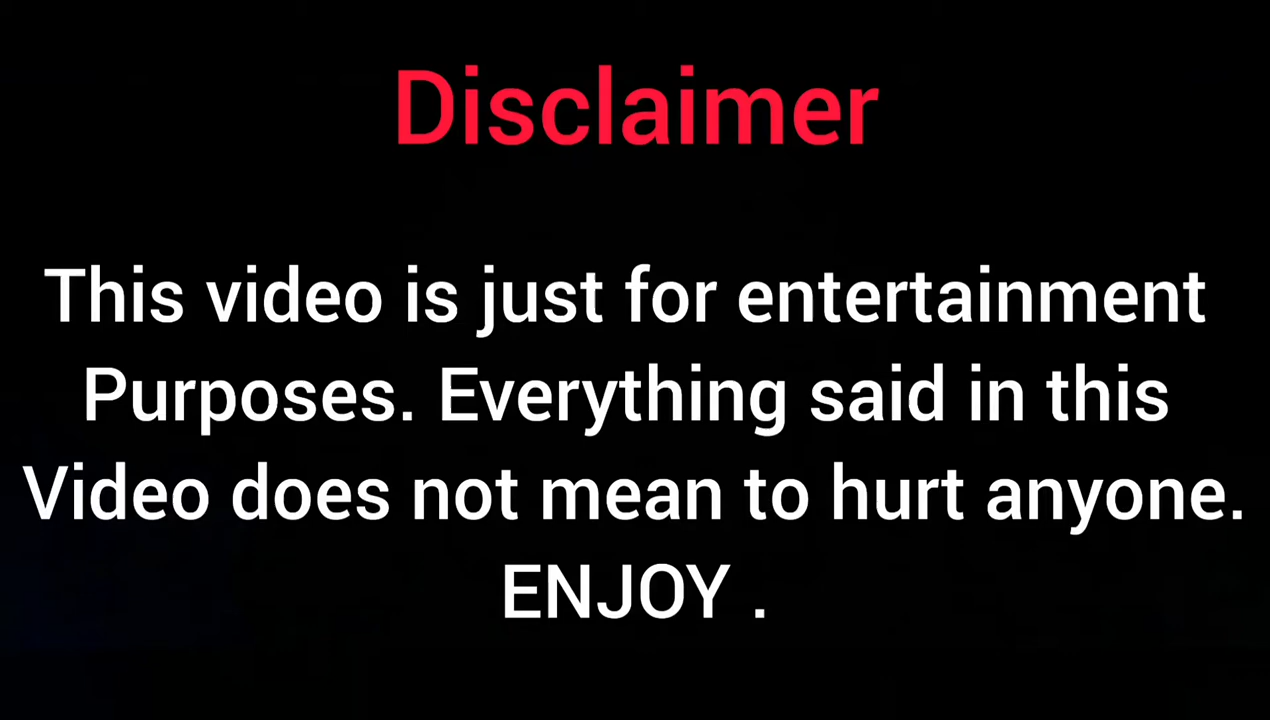 Disclaimer
This video is just for entertainment
Purposes. Everything said in this
Video does not mean to hurt anyone.
ENJOY .